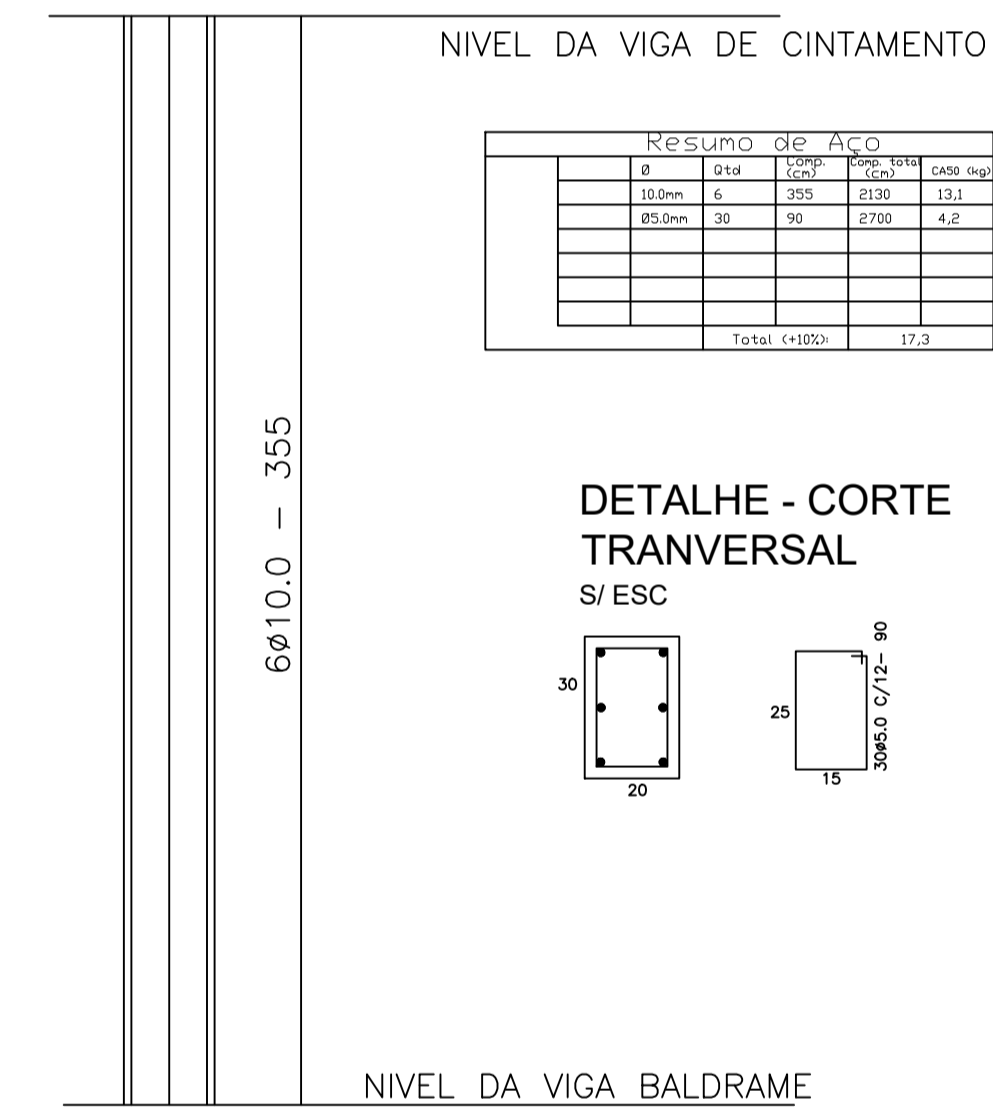 NIVEL DA VIGA DE CINTAMENTO
Resumo de Aço
Ø Qtd Comp. (cm) Comp. total (cm) CA50 (kg)
10.0mm 6 355 2130 13,1
Ø5.0mm 30 90 2700 4,2
Total (+10%): 17,3
6ø10.0 – 355
DETALHE - CORTE
TRANVERSAL
S/ ESC
30
20
25
15
30ø5.0 C/12– 90
NIVEL DA VIGA BALDRAME